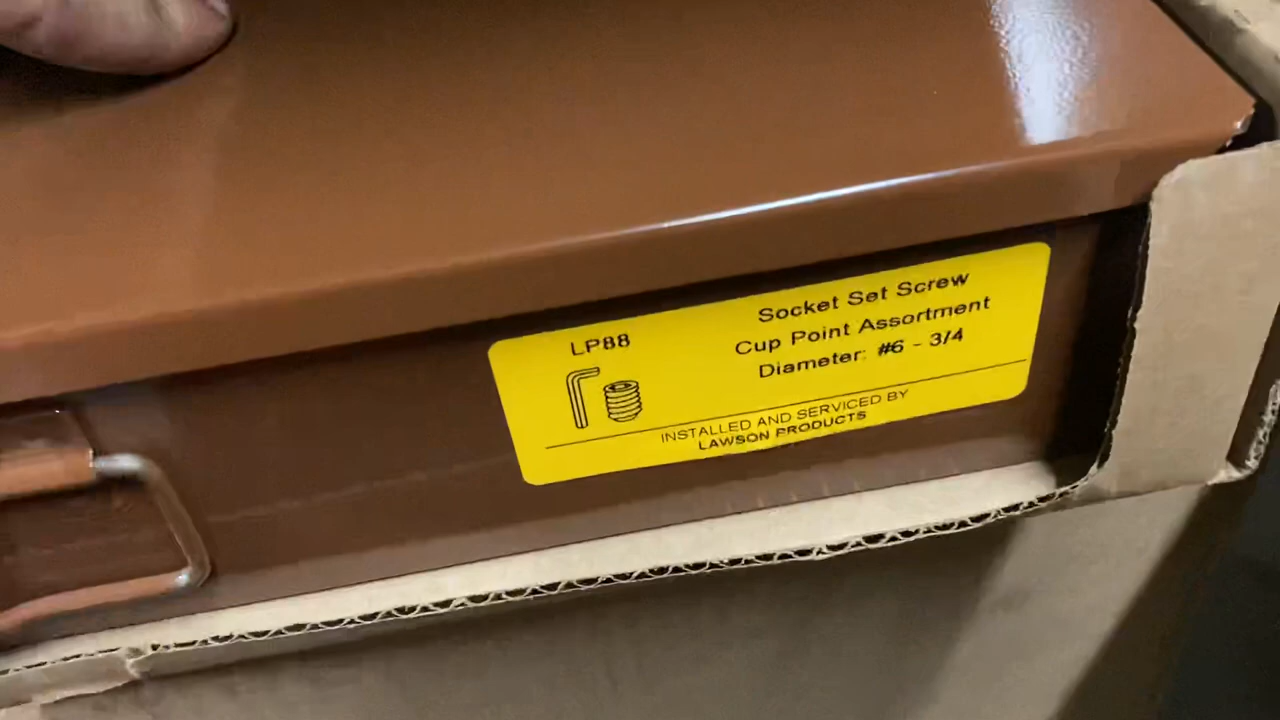 LP88
Socket Set Screw
Cup Point Assortment
Diameter: #6 - 3/4
INSTALLED AND SERVICED BY
LAWSON PRODUCTS